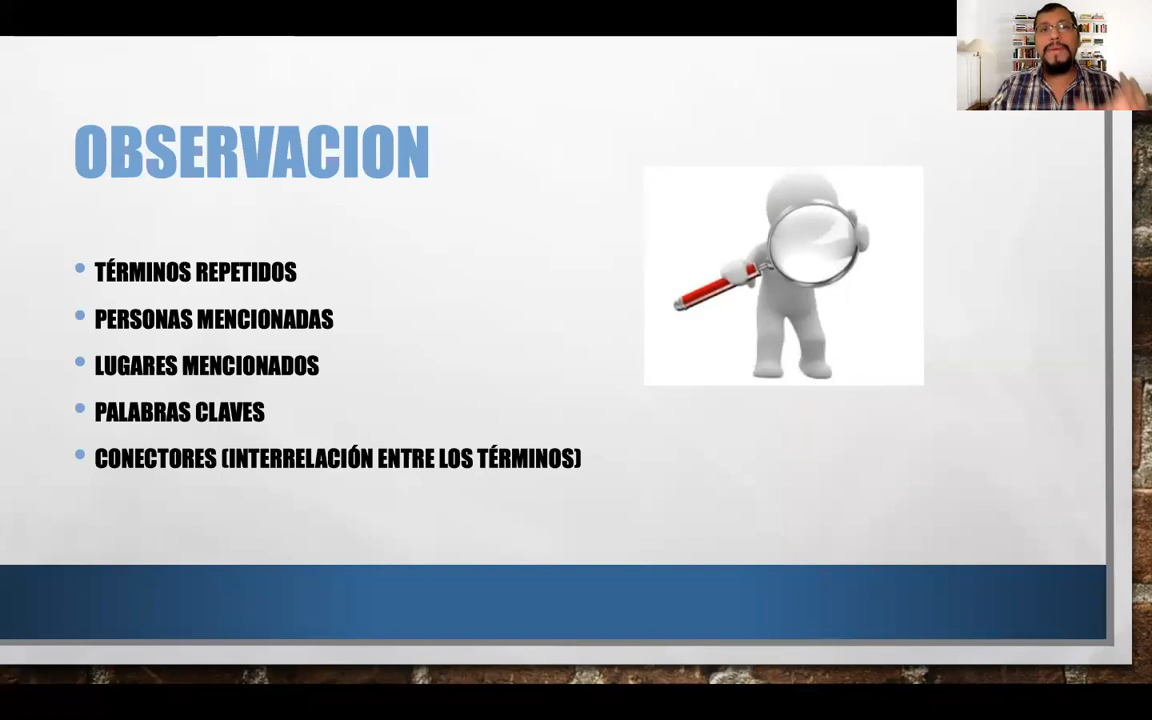 OBSERVACION
TÉRMINOS REPETIDOS
PERSONAS MENCIONADAS
LUGARES MENCIONADOS
PALABRAS CLAVES
CONECTORES (INTERRELACIÓN ENTRE LOS TÉRMINOS)